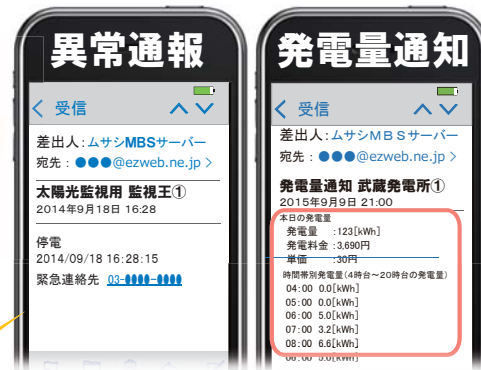 異常通報
受信
差出人:ムサシMBSサーバー
宛先:●●●@ezweb.ne.jp >
太陽光監視用 監視王①
2014年9月18日 16:28
停電
2014/09/18 16:28:15
緊急連絡先 03-0000-0000
発電量通知
受信
差出人:ムサシMBSサーバー
宛先:●●●@ezweb.ne.jp >
発電量通知 武蔵発電所①
2015年9月9日 21:00
本日の発電量
発電量 :123[kWh]
発電料金 :3,690円
単価 :30円
時間帯別発電量(4時台~20時台の発電量)
04:00 0.0[kWh]
05:00 0.0[kWh]
06:00 5.0[kWh]
07:00 3.2[kWh]
08:00 6.6[kWh]